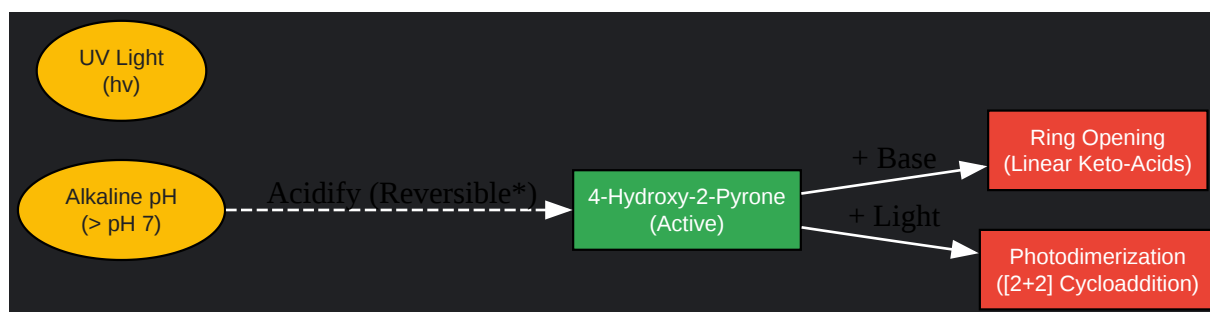 UV Light
(hv)
Alkaline pH
(> pH 7)
Acidify (Reversible*)
4-Hydroxy-2-Pyrone
(Active)
+ Base
+ Light
Ring Opening
(Linear Keto-Acids)
Photodimerization
([2+2] Cycloaddition)